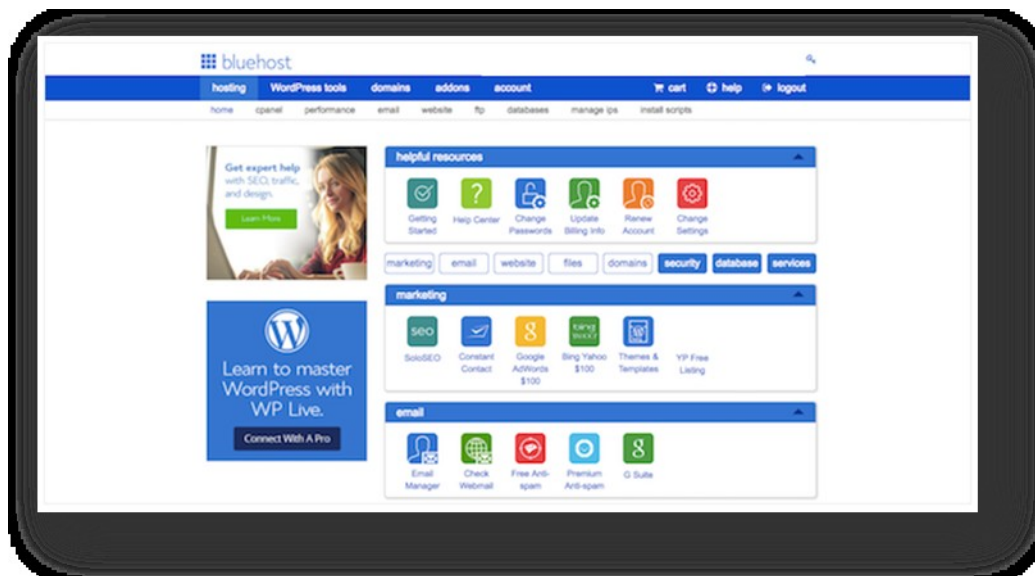 bluehost
hosting WordPress tools domains addons account cart help logout
home cpanel performance email website ftp databases manage ips install scripts
Get expert help
with SEO, traffic,
and design.
Learn More
helpful resources
Getting
Started
Help Center
Change
Passwords
Update
Billing Info
Renew
Account
Change
Settings
marketing email website files domains security database services
marketing
seo
SoloSEO
Constant
Contact
8
Google
AdWords
$100
bing
Bing Yahoo
$100
Themes &
Templates
YP Free
Listing
Learn to master
WordPress with
WP Live.
Connect With A Pro
email
Email
Manager
Check
Webmail
Free Anti-
spam
Premium
Anti-spam
8
G Suite